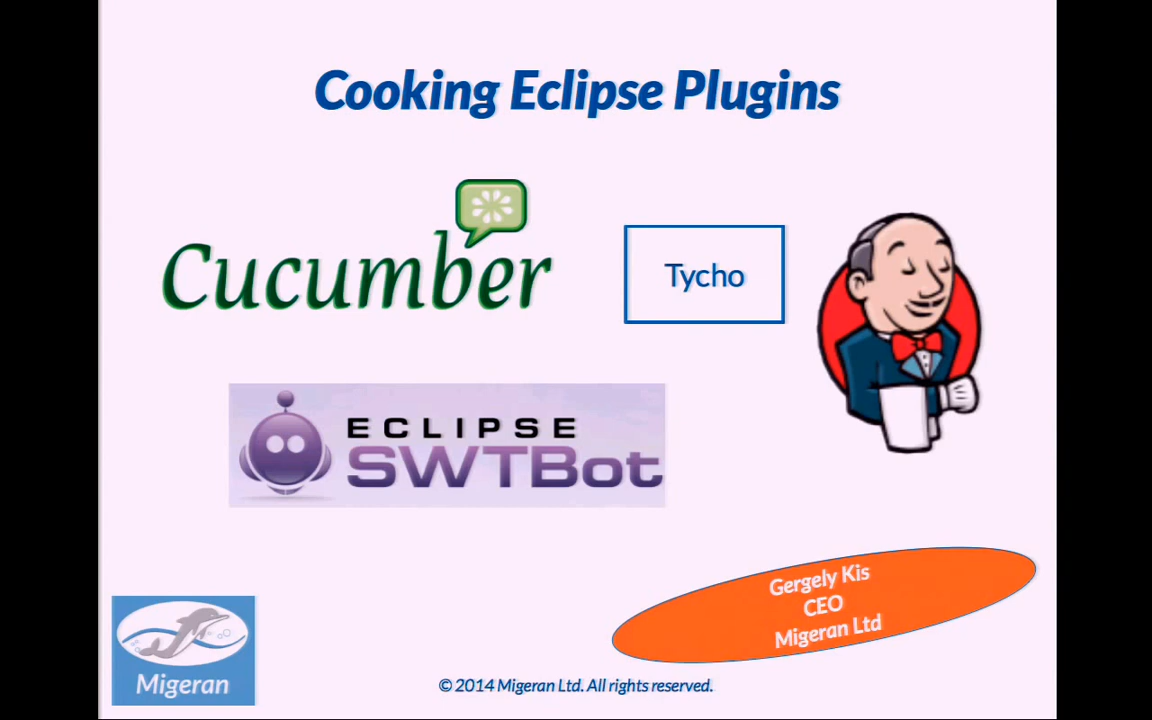 Cooking Eclipse Plugins
Cucumber
Tycho
ECLIPSE
SWTBot
Gergely Kis
CEO
Migeran Ltd
Migeran
© 2014 Migeran Ltd. All rights reserved.